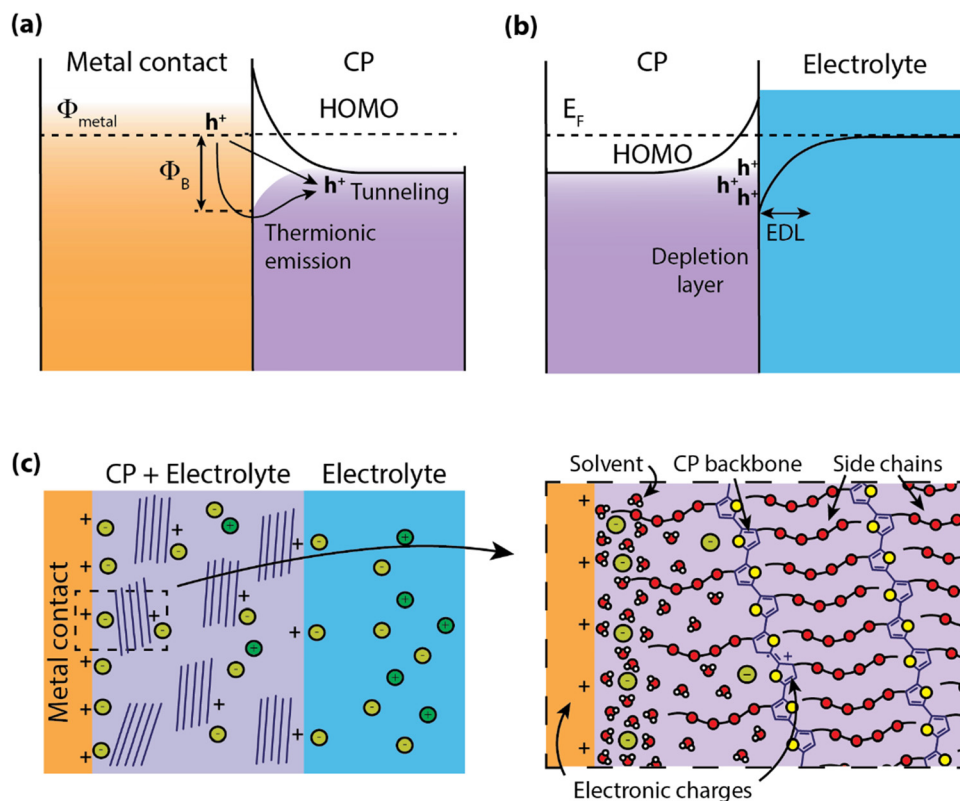 (a)
Metal contact
CP
Φmetal
h⁺
HOMO
ΦB
h⁺ Tunneling
Thermionic
emission
(b)
CP
Electrolyte
EF
HOMO
h⁺
h⁺
h⁺
EDL
Depletion
layer
(c)
CP + Electrolyte
Electrolyte
Metal contact
Solvent
CP backbone
Side chains
Electronic charges